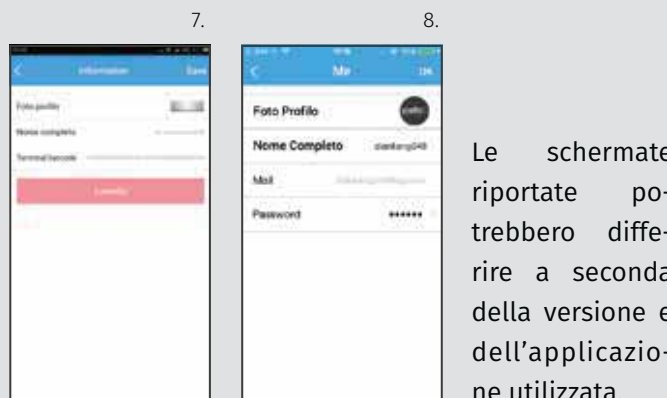 7.
8.
Information
Save
Foto profilo
Nome completo
Terminal barcode
Me
OK
Foto Profilo
Nome Completo
Mail
Password ******
Le schermate
riportate po-
trebbero diffe-
rire a seconda
della versione e
dell’applicazio-
ne utilizzata